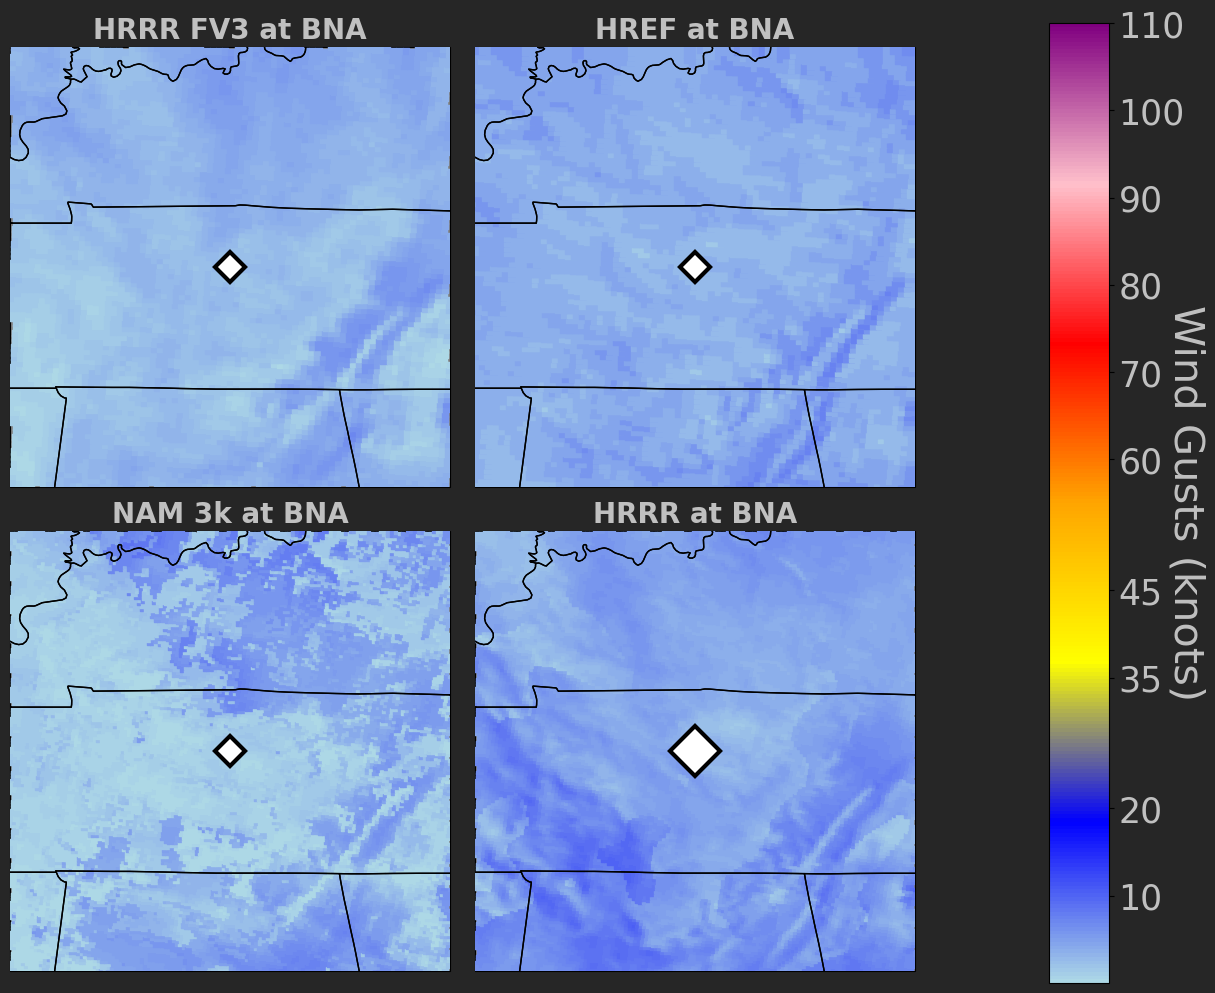 HRRR FV3 at BNA
HREF at BNA
NAM 3k at BNA
HRRR at BNA
110
100
90
80
70
60
45
35
20
10
Wind Gusts (knots)